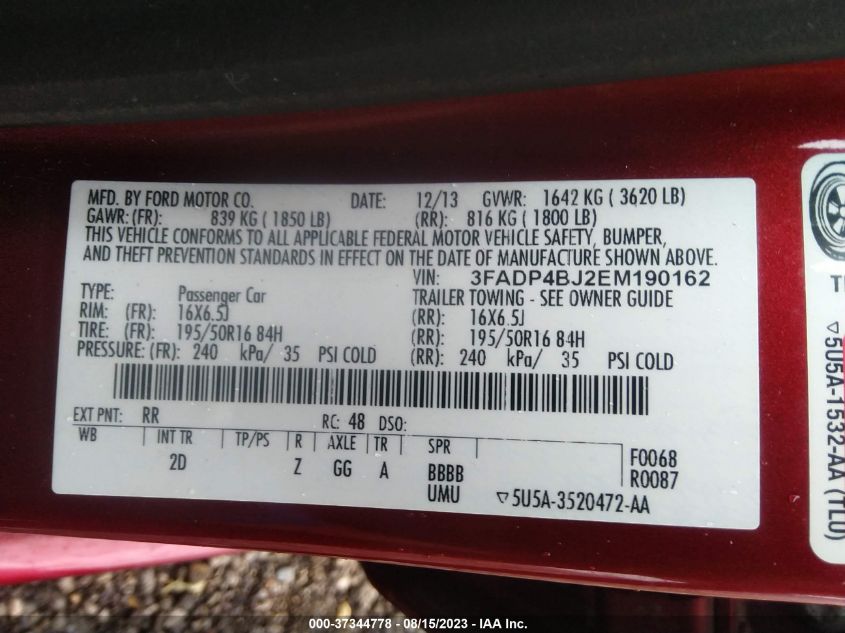 MFD. BY FORD MOTOR CO. DATE: 12/13 GVWR: 1642 KG ( 3620 LB)
GAWR: (FR): 839 KG ( 1850 LB) (RR): 816 KG ( 1800 LB)
THIS VEHICLE CONFORMS TO ALL APPLICABLE FEDERAL MOTOR VEHICLE SAFETY, BUMPER,
AND THEFT PREVENTION STANDARDS IN EFFECT ON THE DATE OF MANUFACTURE SHOWN ABOVE.
VIN: 3FADP4BJ2EM190162
TYPE: Passenger Car TRAILER TOWING - SEE OWNER GUIDE
RIM: (FR): 16X6.5J (RR): 16X6.5J
TIRE: (FR): 195/50R16 84H (RR): 195/50R16 84H
PRESSURE: (FR): 240 kPa/ 35 PSI COLD (RR): 240 kPa/ 35 PSI COLD
EXT PNT: RR RC: 48 DSO:
WB INT TR TP/PS R AXLE TR SPR
2D Z GG A BBBB F0068
UMU R0087
▽5U5A-3520472-AA
▽5U5A-1532-AA (TLU)
000-37344778 - 08/15/2023 - IAA Inc.